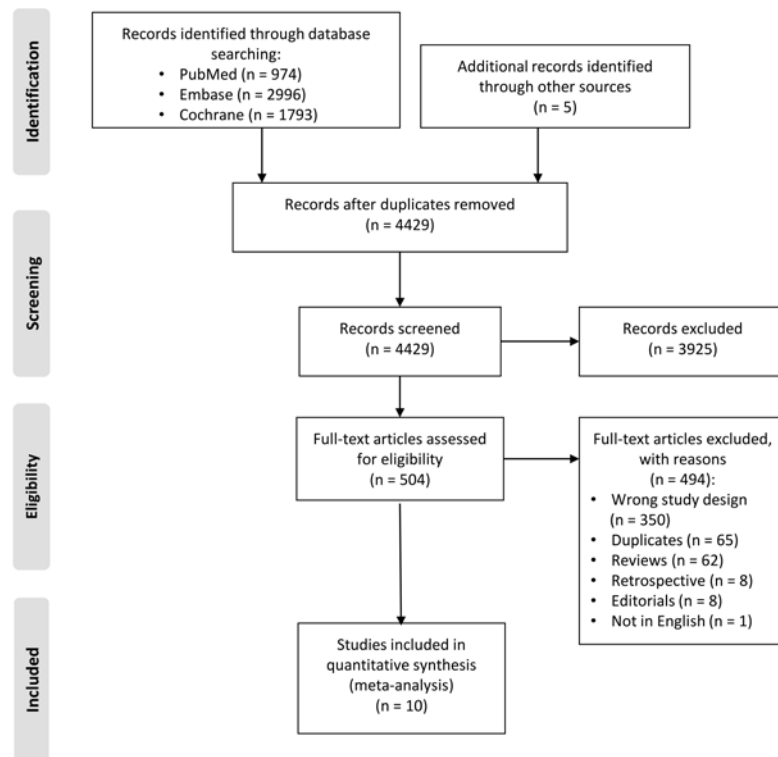 Identification
Records identified through database
searching:
• PubMed (n = 974)
• Embase (n = 2996)
• Cochrane (n = 1793)
Additional records identified
through other sources
(n = 5)
Records after duplicates removed
(n = 4429)
Screening
Records screened
(n = 4429)
Records excluded
(n = 3925)
Eligibility
Full-text articles assessed
for eligibility
(n = 504)
Full-text articles excluded,
with reasons
(n = 494):
• Wrong study design
(n = 350)
• Duplicates (n = 65)
• Reviews (n = 62)
• Retrospective (n = 8)
• Editorials (n = 8)
• Not in English (n = 1)
Included
Studies included in
quantitative synthesis
(meta-analysis)
(n = 10)